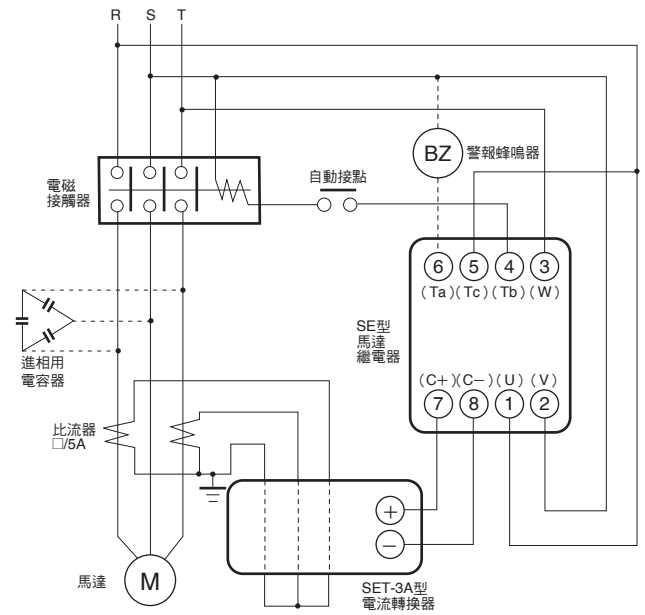 R S T
BZ
警報蜂鳴器
自動接點
電磁
接觸器
6 5 4 3
(Ta) (Tc) (Tb) (W)
SE型
馬達
繼電器
(C+) (C−) (U) (V)
7 8 1 2
進相用
電容器
比流器
□/5A
+
−
馬達
M
SET-3A型
電流轉換器